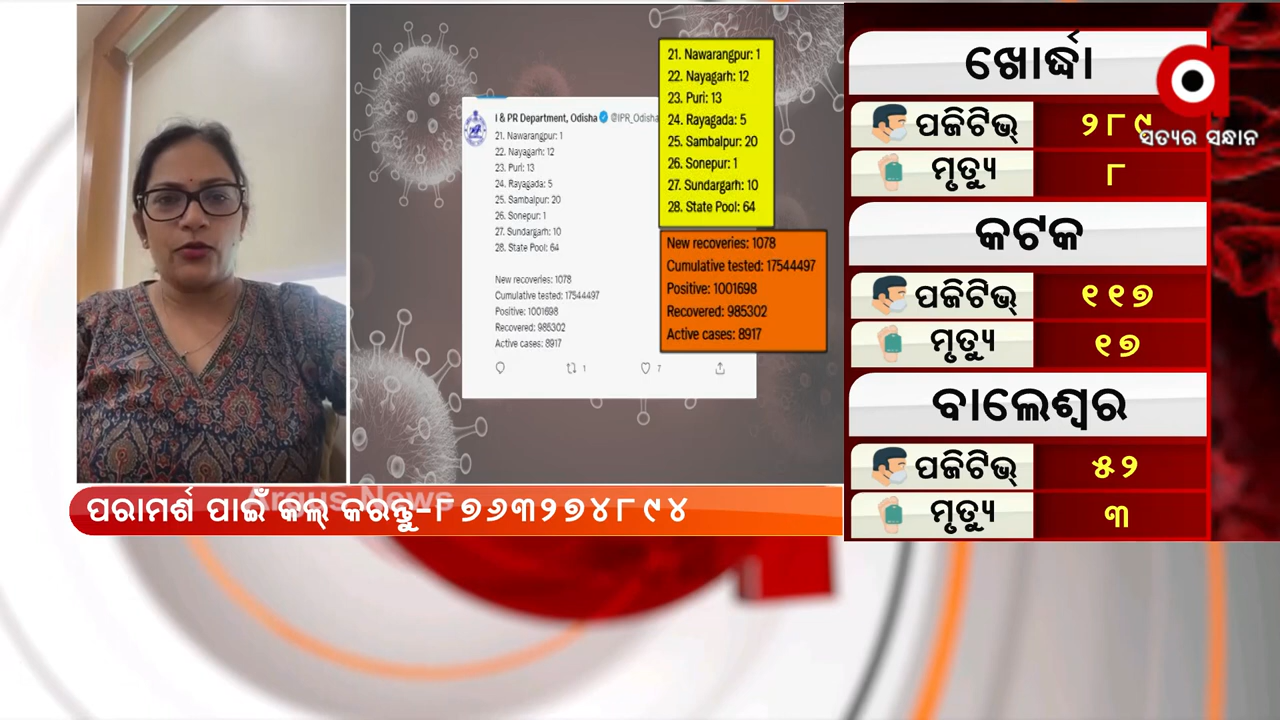 I & PR Department, Odisha @IPR_Odisha
21. Nawarangpur: 1
22. Nayagarh: 12
23. Puri: 13
24. Rayagada: 5
25. Sambalpur: 20
26. Sonepur: 1
27. Sundargarh: 10
28. State Pool: 64
New recoveries: 1078
Cumulative tested: 17544497
Positive: 1001698
Recovered: 985302
Active cases: 8917
1
7
21. Nawarangpur: 1
22. Nayagarh: 12
23. Puri: 13
24. Rayagada: 5
25. Sambalpur: 20
26. Sonepur: 1
27. Sundargarh: 10
28. State Pool: 64
New recoveries: 1078
Cumulative tested: 17544497
Positive: 1001698
Recovered: 985302
Active cases: 8917
ଖୋର୍ଦ୍ଧା
ପଜିଟିଭ୍ ୨୮୯
ମୃତ୍ୟୁ ୮
କଟକ
ପଜିଟିଭ୍ ୧୧୭
ମୃତ୍ୟୁ ୧୭
ବାଲେଶ୍ୱର
ପଜିଟିଭ୍ ୫୨
ମୃତ୍ୟୁ ୩
ସତ୍ୟର ସନ୍ଧାନ
Argus News
ପରାମର୍ଶ ପାଇଁ କଲ୍ କରନ୍ତୁ-୮୭୬୩୨୭୪୮୯୪